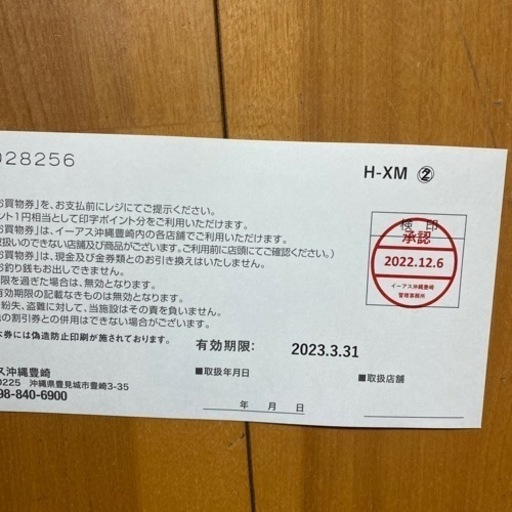 028256
H-XM ②
お買物券」を、お支払前にレジにてご提示ください。
ント1円相当として印字ポイント分をご利用いただけます。
お買物券」は、イーアス沖縄豊崎内の各店舗でご利用いただけます。
取扱いのできない店舗及び商品がございます。ご利用前に店頭にてご確認ください。)
お買物券」は、現金及び金券類とのお引き換えはいたしません。
お釣り銭もお出しできません。
限を過ぎた場合は、無効となります。
有効期限の記載なきものは無効となります。
紛失、盗難に対して、当施設はその責を負いません。
の割引券との併用はできない場合がございます。
本券には偽造防止印刷が施されております。
検印
承認
2022.12.6
イーアス沖縄豊崎
管理事務所
有効期限: 2023.3.31
ス沖縄豊崎
0225 沖縄県豊見城市豊崎3-35
98-840-6900
■取扱年月日
年 月 日
■取扱店舗